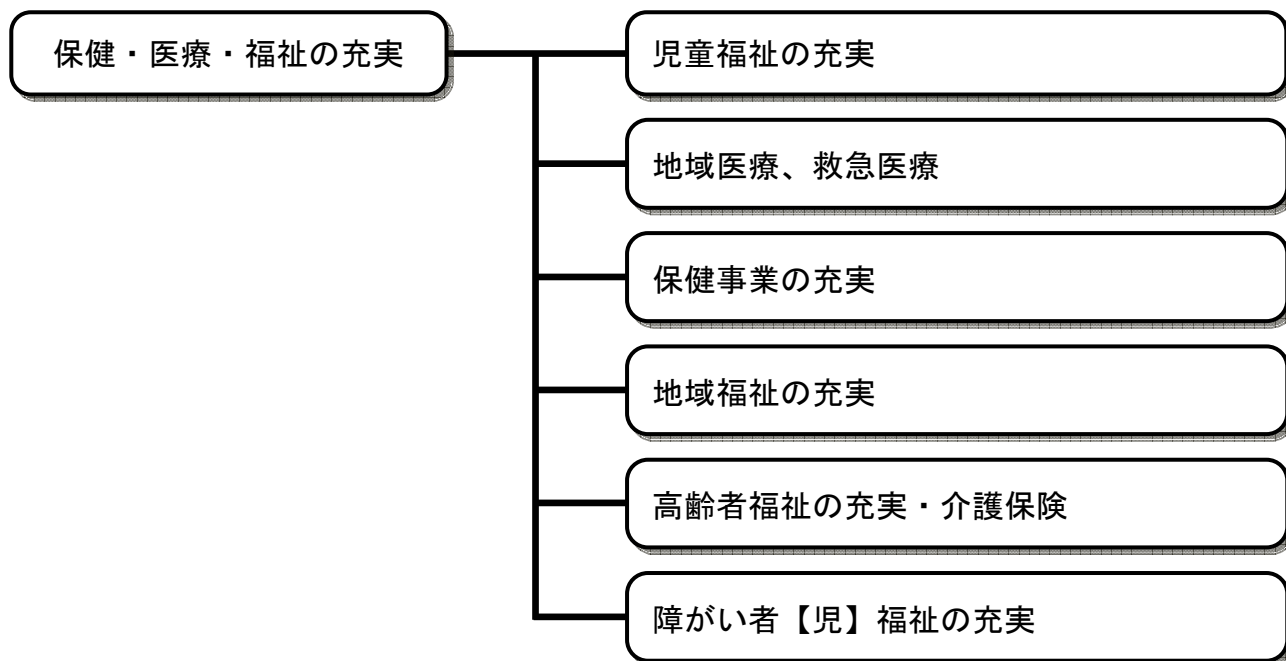 保健・医療・福祉の充実
児童福祉の充実
地域医療、救急医療
保健事業の充実
地域福祉の充実
高齢者福祉の充実・介護保険
障がい者【児】福祉の充実